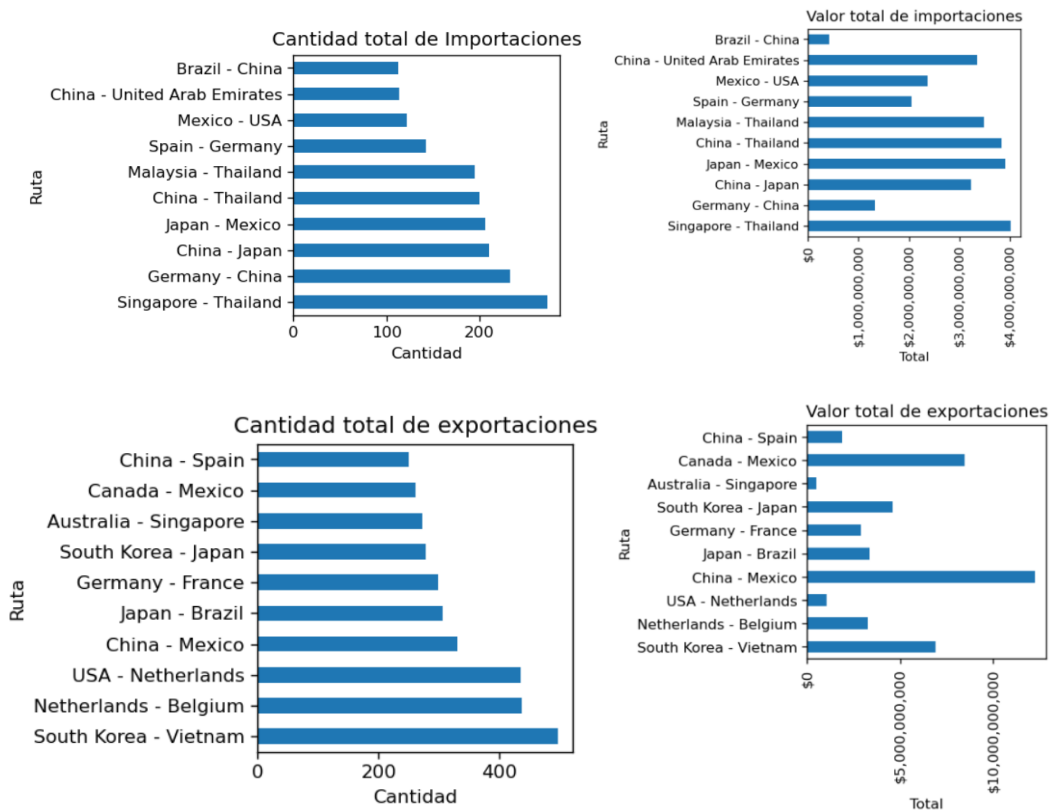 Cantidad total de Importaciones
Ruta
Brazil - China
China - United Arab Emirates
Mexico - USA
Spain - Germany
Malaysia - Thailand
China - Thailand
Japan - Mexico
China - Japan
Germany - China
Singapore - Thailand
0 100 200
Cantidad
Valor total de importaciones
Ruta
Brazil - China
China - United Arab Emirates
Mexico - USA
Spain - Germany
Malaysia - Thailand
China - Thailand
Japan - Mexico
China - Japan
Germany - China
Singapore - Thailand
$0
$1,000,000,000
$2,000,000,000
$3,000,000,000
$4,000,000,000
Total
Cantidad total de exportaciones
Ruta
China - Spain
Canada - Mexico
Australia - Singapore
South Korea - Japan
Germany - France
Japan - Brazil
China - Mexico
USA - Netherlands
Netherlands - Belgium
South Korea - Vietnam
0 200 400
Cantidad
Valor total de exportaciones
Ruta
China - Spain
Canada - Mexico
Australia - Singapore
South Korea - Japan
Germany - France
Japan - Brazil
China - Mexico
USA - Netherlands
Netherlands - Belgium
South Korea - Vietnam
$0
$5,000,000,000
$10,000,000,000
Total